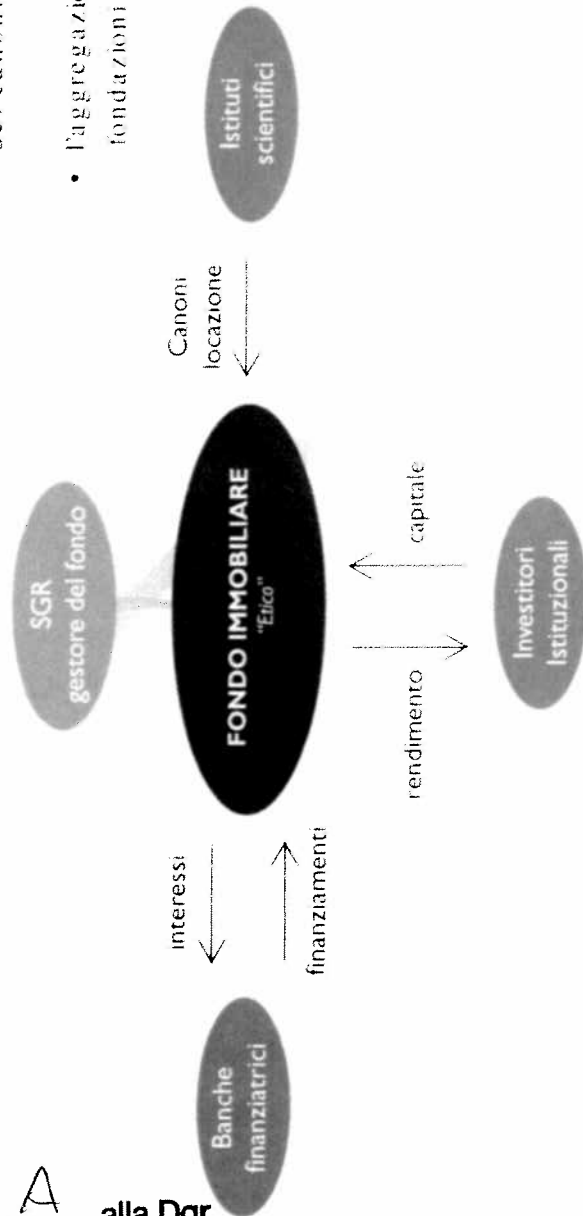 l'aggregazi
fondazioni
SGR
gestore del fondo
Istituti
scientifici
Canoni
locazione
FONDO IMMOBILIARE
"Etico"
interessi
finanziamenti
Banche
finanziatrici
rendimento
capitale
Investitori
Istituzionali
A
alla Dgr